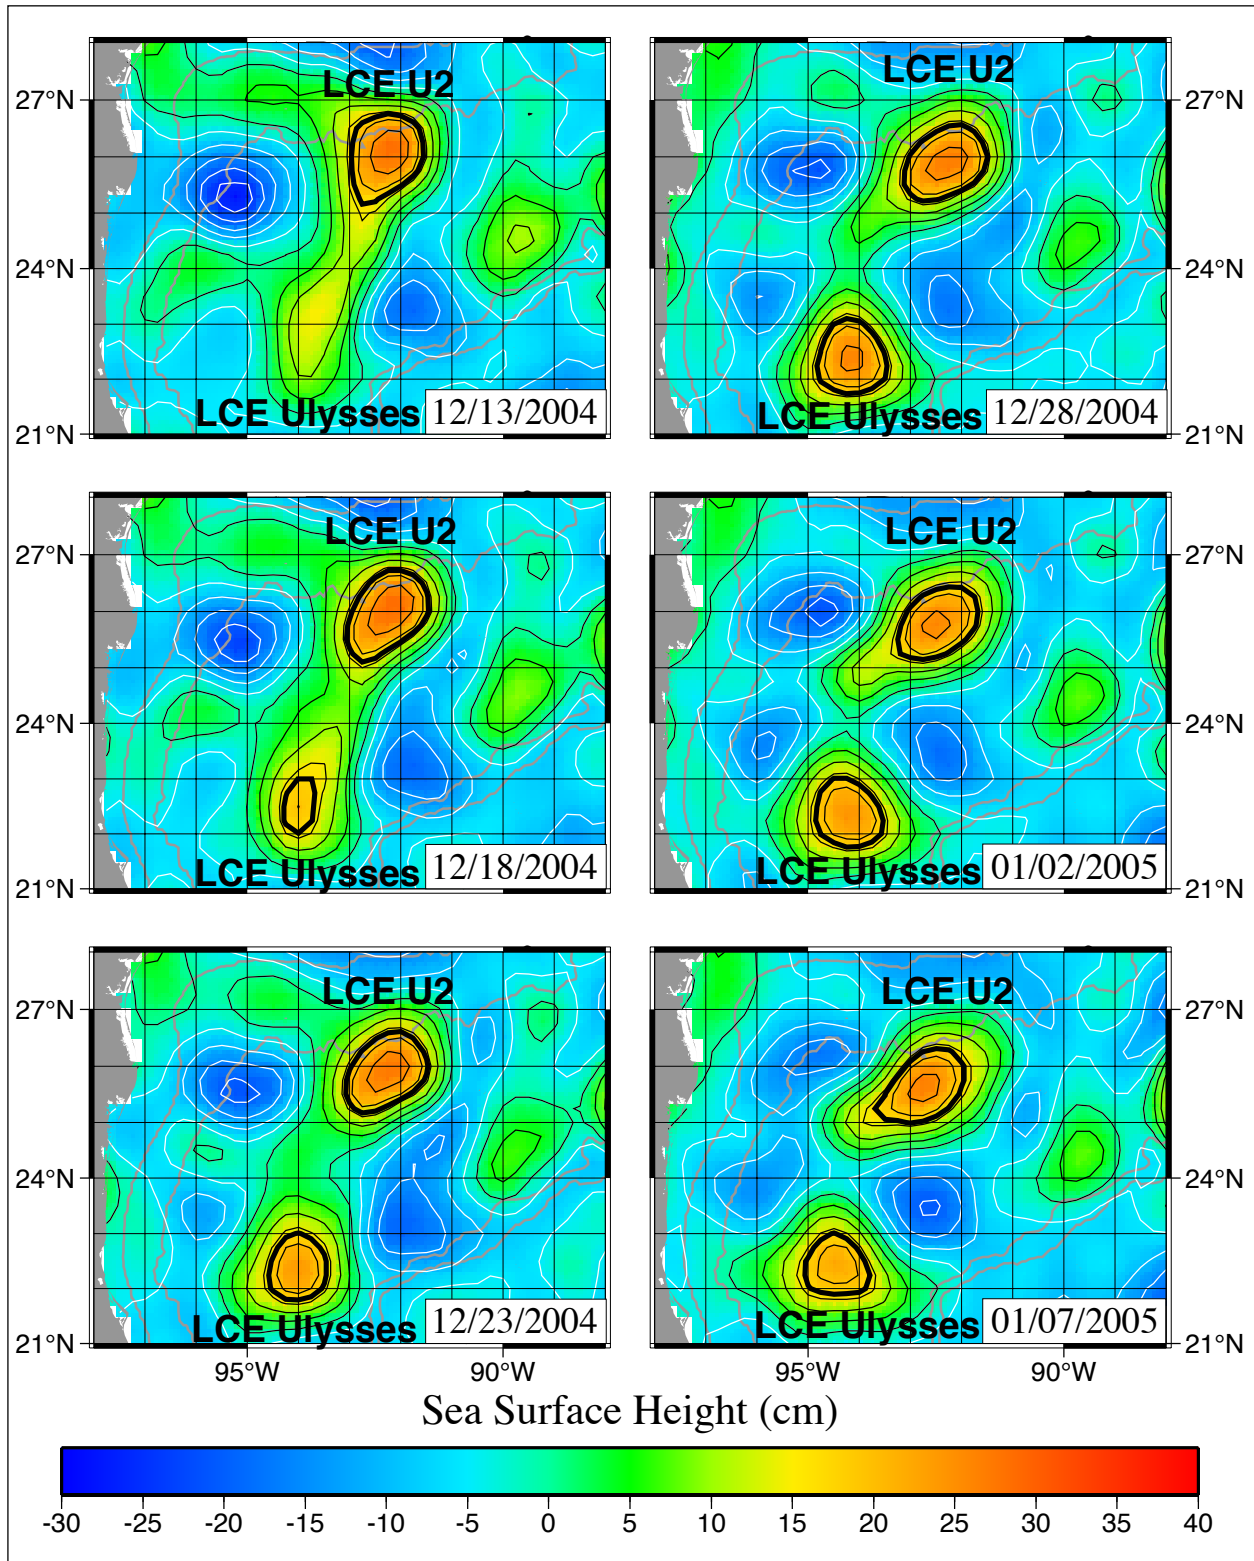 LCE U2
27°N
24°N
21°N
LCE Ulysses
12/13/2004
LCE U2
27°N
24°N
21°N
LCE Ulysses
12/28/2004
LCE U2
27°N
24°N
21°N
LCE Ulysses
12/18/2004
LCE U2
27°N
24°N
21°N
LCE Ulysses
01/02/2005
LCE U2
27°N
24°N
21°N
LCE Ulysses
12/23/2004
95°W
90°W
LCE U2
27°N
24°N
21°N
LCE Ulysses
01/07/2005
95°W
90°W
Sea Surface Height (cm)
-30 -25 -20 -15 -10 -5 0 5 10 15 20 25 30 35 40